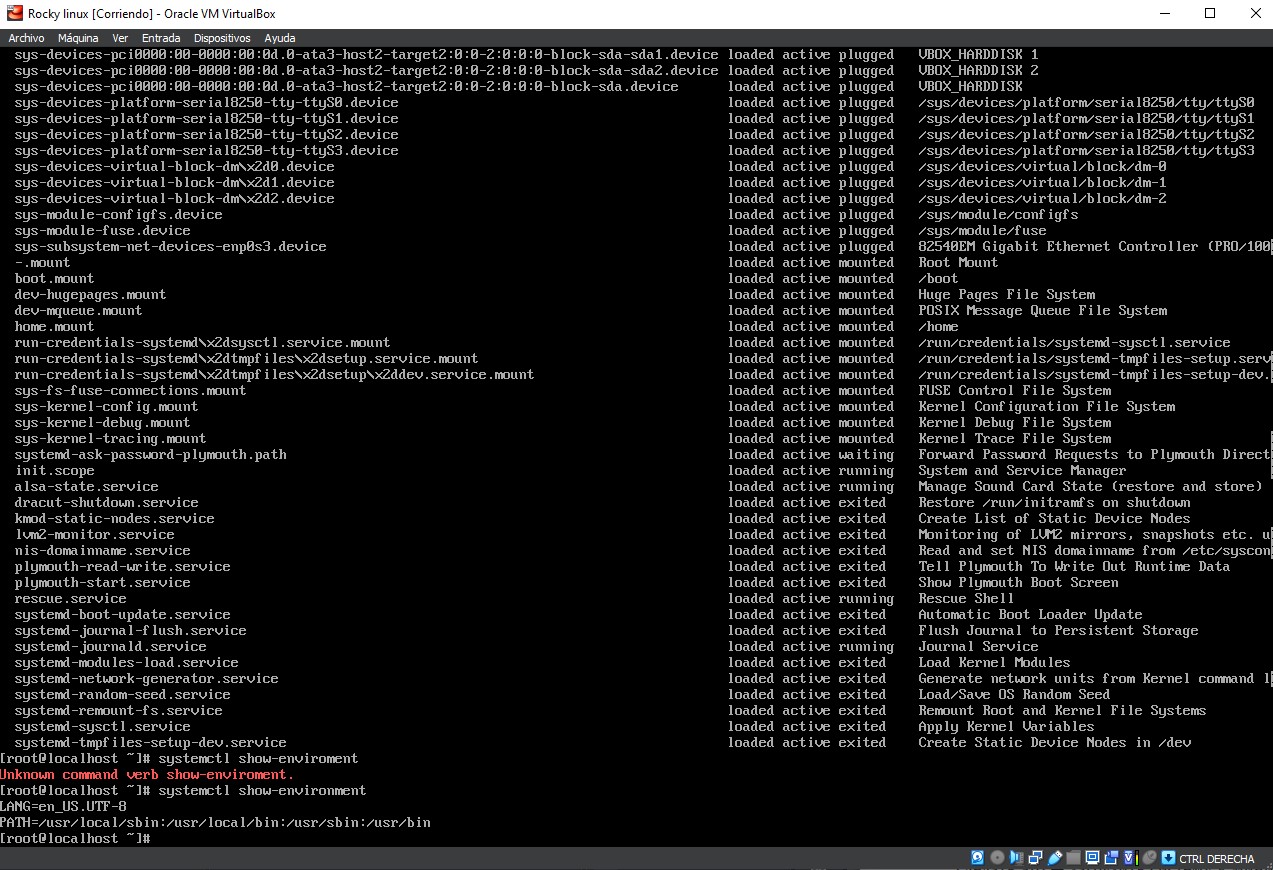 Rocky linux [Corriendo] - Oracle VM VirtualBox
Archivo Máquina Ver Entrada Dispositivos Ayuda
sys-devices-pci0000:00-0000:00:0d.0-ata3-host2-target2:0:0-2:0:0:0-block-sda-sda1.device loaded active plugged VBOX_HARDDISK 1
sys-devices-pci0000:00-0000:00:0d.0-ata3-host2-target2:0:0-2:0:0:0-block-sda-sda2.device loaded active plugged VBOX_HARDDISK 2
sys-devices-pci0000:00-0000:00:0d.0-ata3-host2-target2:0:0-2:0:0:0-block-sda.device loaded active plugged VBOX_HARDDISK
sys-devices-platform-serial8250-tty-ttyS0.device loaded active plugged /sys/devices/platform/serial8250/tty/ttyS0
sys-devices-platform-serial8250-tty-ttyS1.device loaded active plugged /sys/devices/platform/serial8250/tty/ttyS1
sys-devices-platform-serial8250-tty-ttyS2.device loaded active plugged /sys/devices/platform/serial8250/tty/ttyS2
sys-devices-platform-serial8250-tty-ttyS3.device loaded active plugged /sys/devices/platform/serial8250/tty/ttyS3
sys-devices-virtual-block-dm\x2d0.device loaded active plugged /sys/devices/virtual/block/dm-0
sys-devices-virtual-block-dm\x2d1.device loaded active plugged /sys/devices/virtual/block/dm-1
sys-devices-virtual-block-dm\x2d2.device loaded active plugged /sys/devices/virtual/block/dm-2
sys-module-configfs.device loaded active plugged /sys/module/configfs
sys-module-fuse.device loaded active plugged /sys/module/fuse
sys-subsystem-net-devices-enp0s3.device loaded active plugged 82540EM Gigabit Ethernet Controller (PRO/100
-.mount loaded active mounted Root Mount
boot.mount loaded active mounted /boot
dev-hugepages.mount loaded active mounted Huge Pages File System
dev-mqueue.mount loaded active mounted POSIX Message Queue File System
home.mount loaded active mounted /home
run-credentials-systemd\x2dsysctl.service.mount loaded active mounted /run/credentials/systemd-sysctl.service
run-credentials-systemd\x2dtmpfiles\x2dsetup.service.mount loaded active mounted /run/credentials/systemd-tmpfiles-setup.serv
run-credentials-systemd\x2dtmpfiles\x2dsetup\x2ddev.service.mount loaded active mounted /run/credentials/systemd-tmpfiles-setup-dev.
sys-fs-fuse-connections.mount loaded active mounted FUSE Control File System
sys-kernel-config.mount loaded active mounted Kernel Configuration File System
sys-kernel-debug.mount loaded active mounted Kernel Debug File System
sys-kernel-tracing.mount loaded active mounted Kernel Trace File System
systemd-ask-password-plymouth.path loaded active waiting Forward Password Requests to Plymouth Direct
init.scope loaded active running System and Service Manager
alsa-state.service loaded active running Manage Sound Card State (restore and store)
dracut-shutdown.service loaded active exited Restore /run/initramfs on shutdown
kmod-static-nodes.service loaded active exited Create List of Static Device Nodes
lvm2-monitor.service loaded active exited Monitoring of LVM2 mirrors, snapshots etc. u
nis-domainname.service loaded active exited Read and set NIS domainname from /etc/syscon
plymouth-read-write.service loaded active exited Tell Plymouth To Write Out Runtime Data
plymouth-start.service loaded active exited Show Plymouth Boot Screen
rescue.service loaded active running Rescue Shell
systemd-boot-update.service loaded active exited Automatic Boot Loader Update
systemd-journal-flush.service loaded active exited Flush Journal to Persistent Storage
systemd-journald.service loaded active running Journal Service
systemd-modules-load.service loaded active exited Load Kernel Modules
systemd-network-generator.service loaded active exited Generate network units from Kernel command l
systemd-random-seed.service loaded active exited Load/Save OS Random Seed
systemd-remount-fs.service loaded active exited Remount Root and Kernel File Systems
systemd-sysctl.service loaded active exited Apply Kernel Variables
systemd-tmpfiles-setup-dev.service loaded active exited Create Static Device Nodes in /dev
[root@localhost ~]# systemctl show-enviroment
Unknown command verb show-enviroment.
[root@localhost ~]# systemctl show-environment
LANG=en_US.UTF-8
PATH=/usr/local/sbin:/usr/local/bin:/usr/sbin:/usr/bin
[root@localhost ~]#
CTRL DERECHA